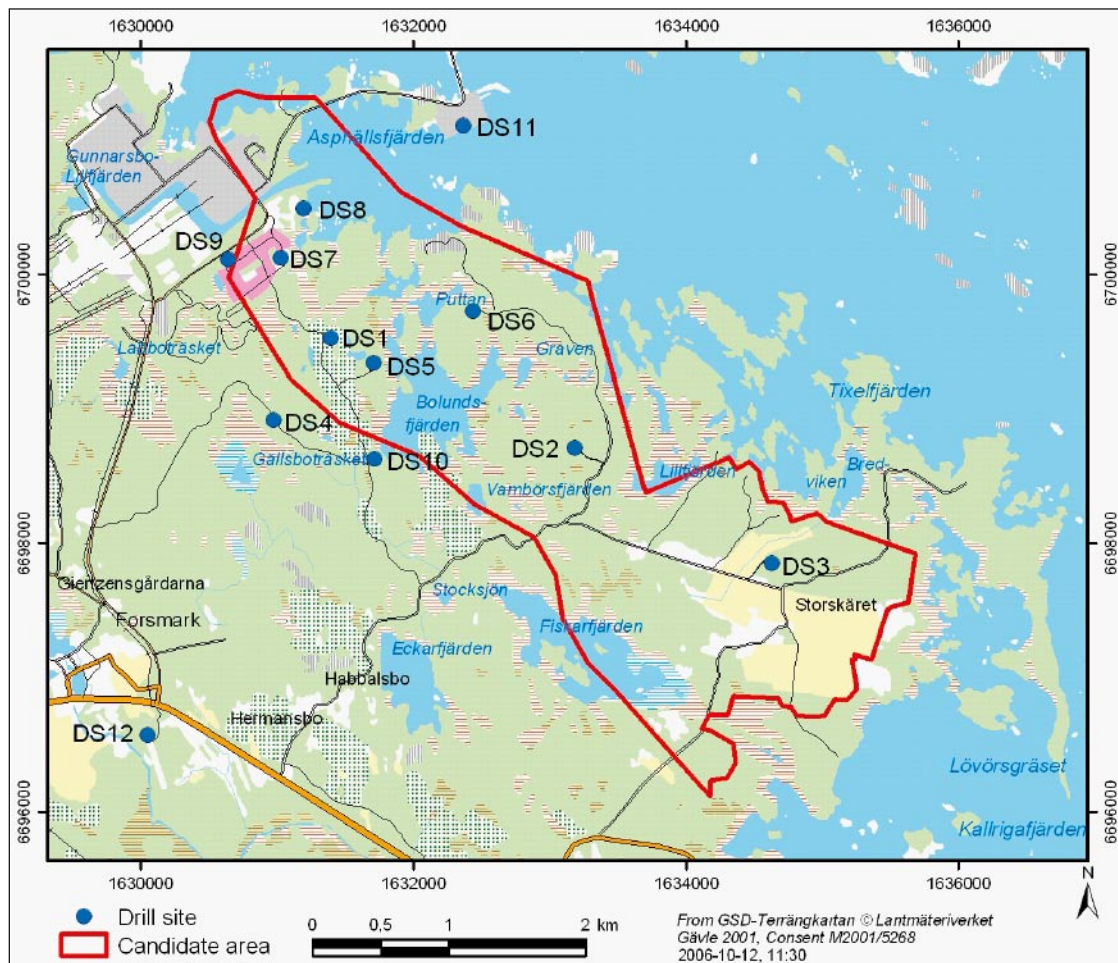 1630000 1632000 1634000 1636000
DS11
Asphällsfjärden
Gunnarsbo-
Lillfjärden
DS8
DS9
DS7
6700000
6700000
Puttan
DS6
DS1
Labboträsket
Graven
DS5
Tixelfjärden
Bolunds-
fjärden
DS4
DS2
Gällsboträsket
DS10
Lillfjärden
Bred-
viken
Vambörsfjärden
6698000
6698000
DS3
Giertzensgårdarna
Stocksjön
Storskäret
Forsmark
Fiskarfjärden
Eckarfjärden
Habbalsbo
Hermansbo
DS12
Lövörsgräset
6696000
6696000
Kallrigafjärden
1630000 1632000 1634000 1636000
N
Drill site
Candidate area
0 0,5 1 2 km
From GSD-Terrängkartan © Lantmäteriverket
Gävle 2001, Consent M2001/5268
2006-10-12, 11:30